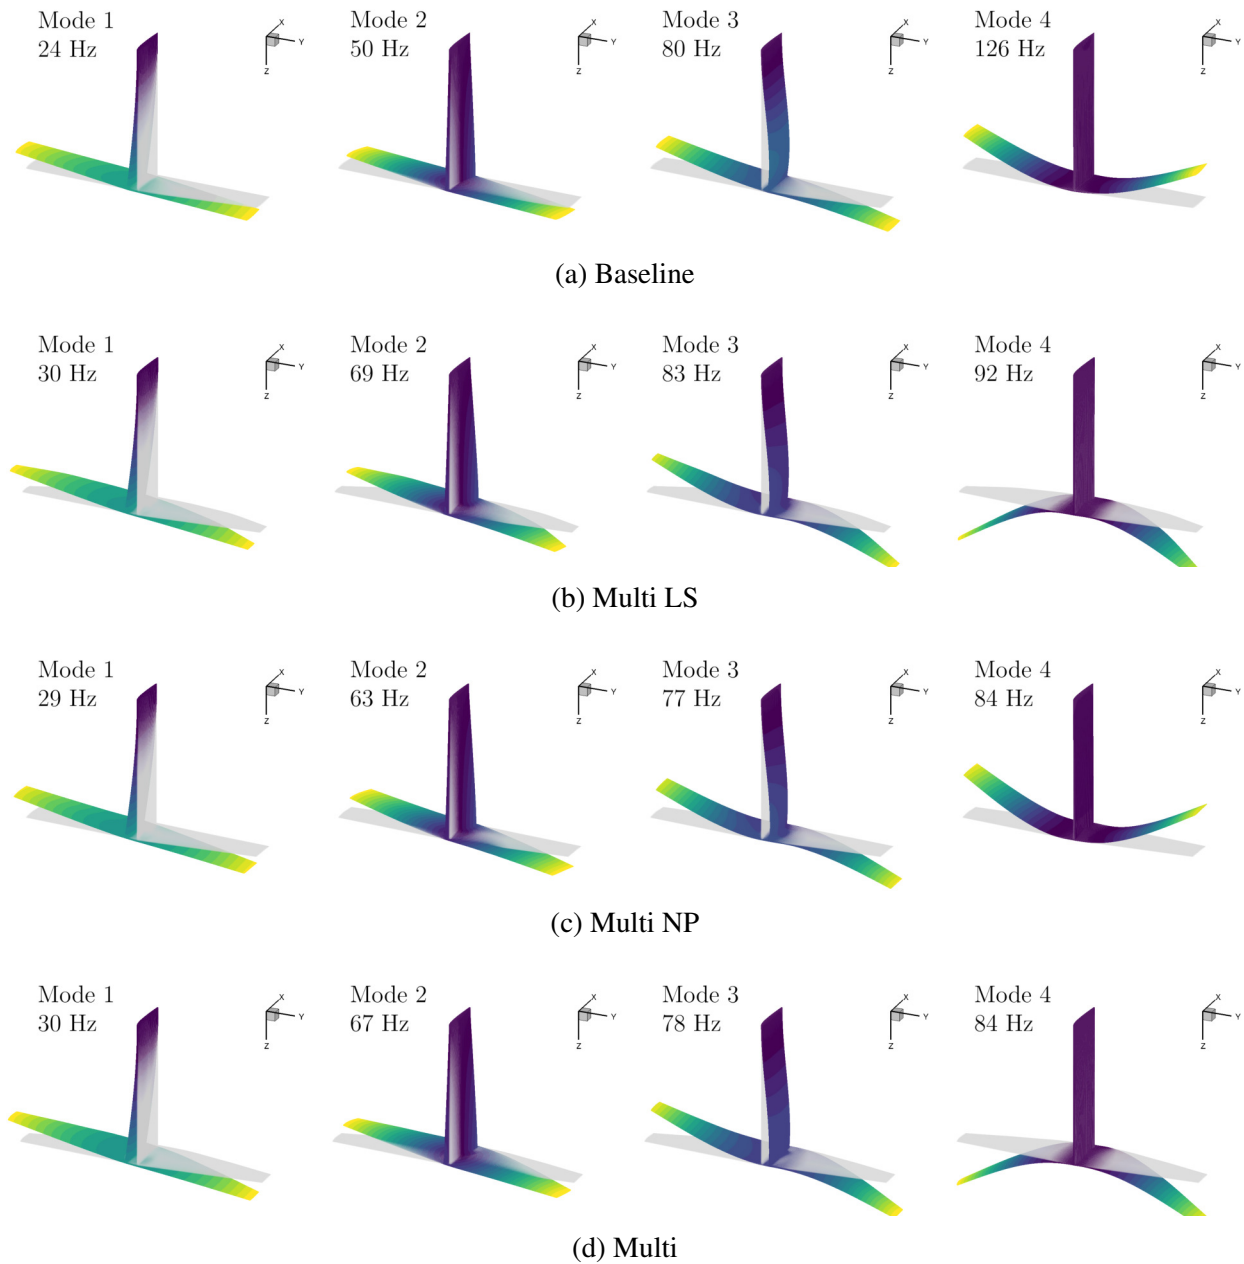 Mode 1
24 Hz
X
Y
Z
Mode 2
50 Hz
X
Y
Z
Mode 3
80 Hz
X
Y
Z
Mode 4
126 Hz
X
Y
Z
(a) Baseline
Mode 1
30 Hz
X
Y
Z
Mode 2
69 Hz
X
Y
Z
Mode 3
83 Hz
X
Y
Z
Mode 4
92 Hz
X
Y
Z
(b) Multi LS
Mode 1
29 Hz
X
Y
Z
Mode 2
63 Hz
X
Y
Z
Mode 3
77 Hz
X
Y
Z
Mode 4
84 Hz
X
Y
Z
(c) Multi NP
Mode 1
30 Hz
X
Y
Z
Mode 2
67 Hz
X
Y
Z
Mode 3
78 Hz
X
Y
Z
Mode 4
84 Hz
X
Y
Z
(d) Multi